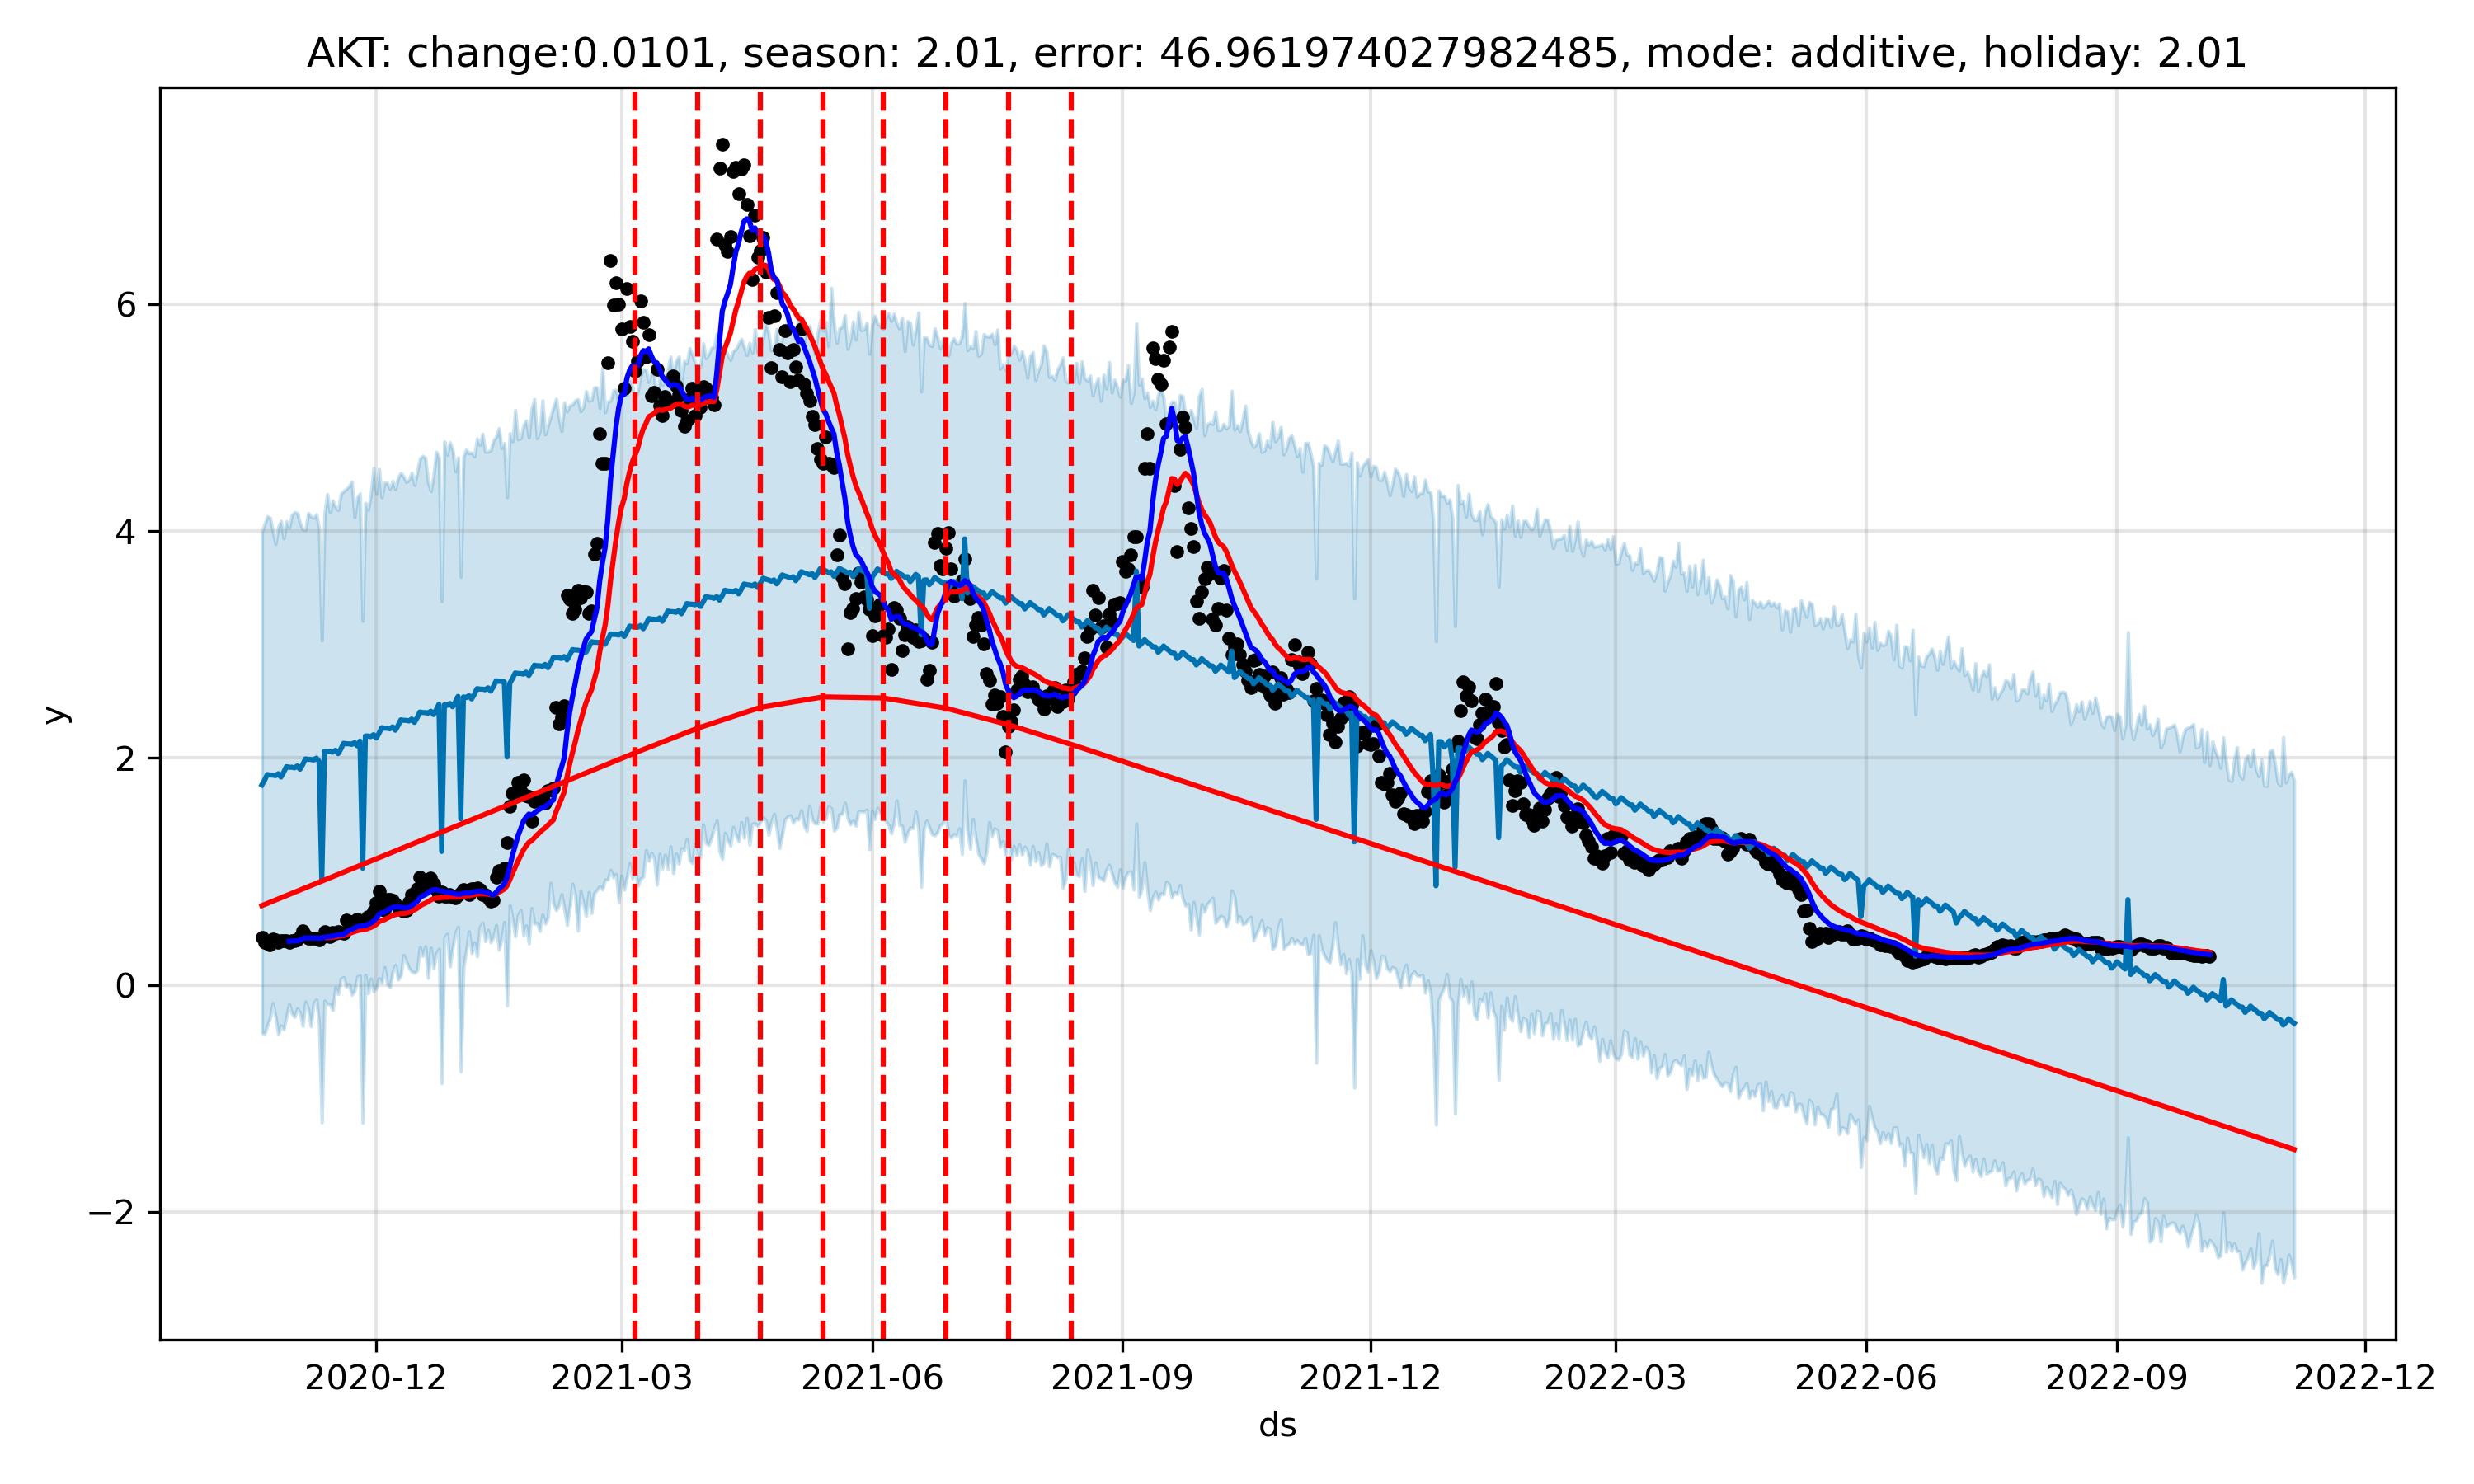 AKT: change:0.0101, season: 2.01, error: 46.961974027982485, mode: additive, holiday: 2.01
y
6
4
2
0
−2
2020-12 2021-03 2021-06 2021-09 2021-12 2022-03 2022-06 2022-09 2022-12
ds